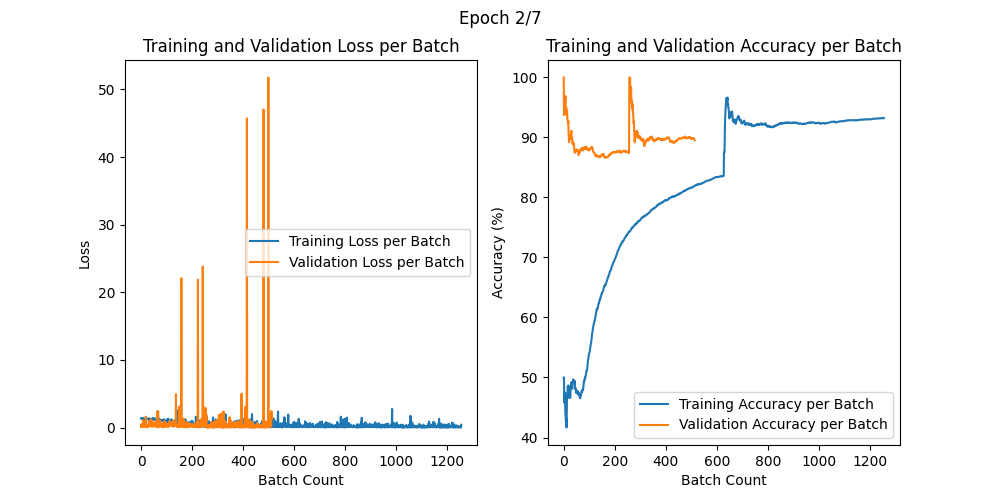 Epoch 2/7
Training and Validation Loss per Batch
50
40
30
20
10
0
Loss
Training Loss per Batch
Validation Loss per Batch
0 200 400 600 800 1000 1200
Batch Count
Training and Validation Accuracy per Batch
100
90
80
70
60
50
40
Accuracy (%)
Training Accuracy per Batch
Validation Accuracy per Batch
0 200 400 600 800 1000 1200
Batch Count